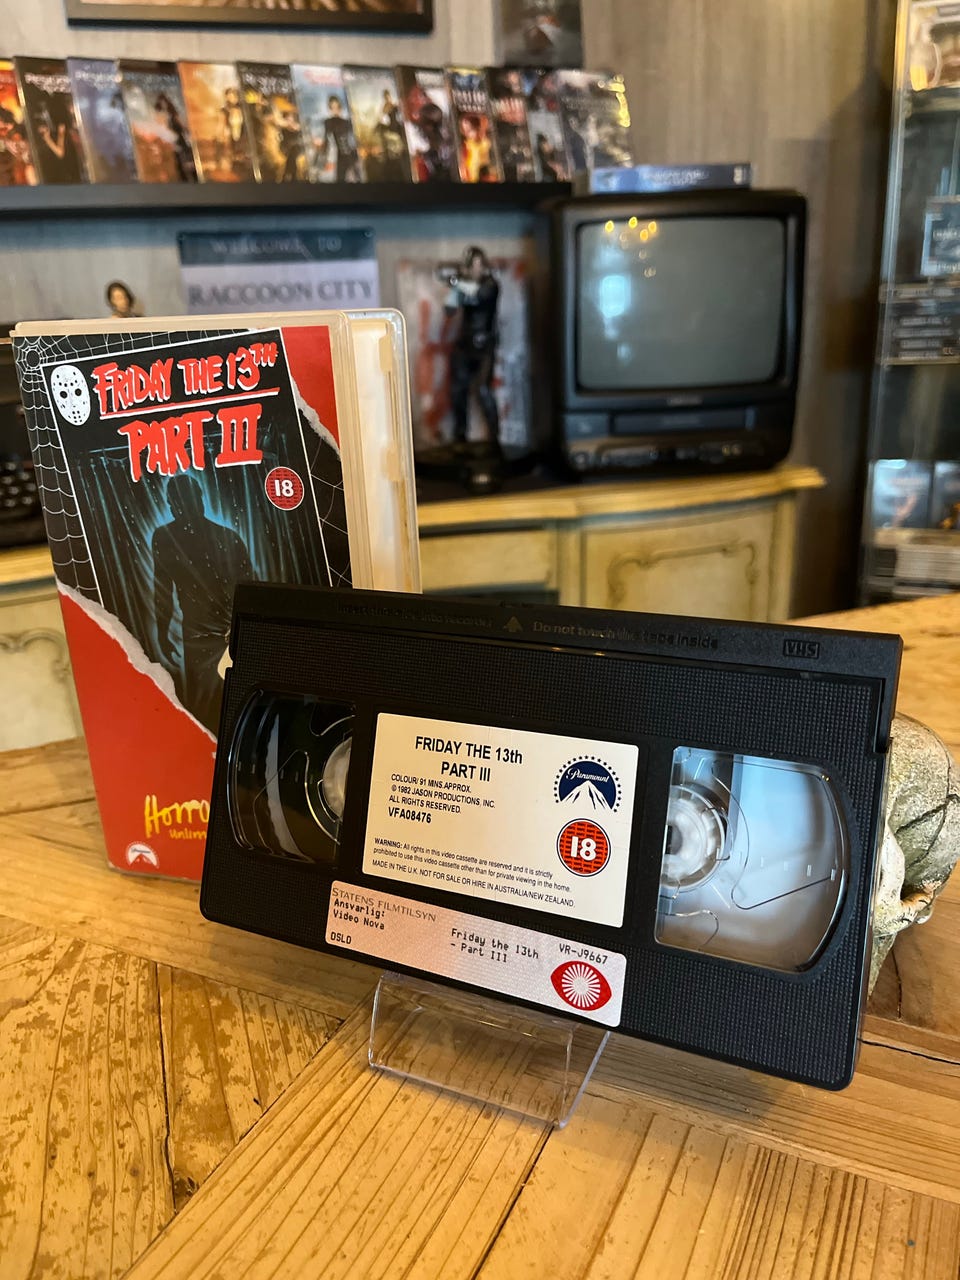 WELCOME TO
RACCOON CITY
FRIDAY THE 13TH
PART III
18
Horro
Unlim
Do not touch the tape inside
VHS
FRIDAY THE 13th
PART III
COLOUR/ 91 MINS.APPROX.
© 1982 JASON PRODUCTIONS, INC.
ALL RIGHTS RESERVED.
VFA08476
Paramount
18
WARNING: All rights in this video cassette are reserved and it is strictly
prohibited to use this video cassette other than for private viewing in the home.
MADE IN THE U.K. NOT FOR SALE OR HIRE IN AUSTRALIA/NEW ZEALAND.
STATENS FILMTILSYN
Ansvarlig:
Video Nova
OSLO
Friday the 13th
- Part III
VR-J9667